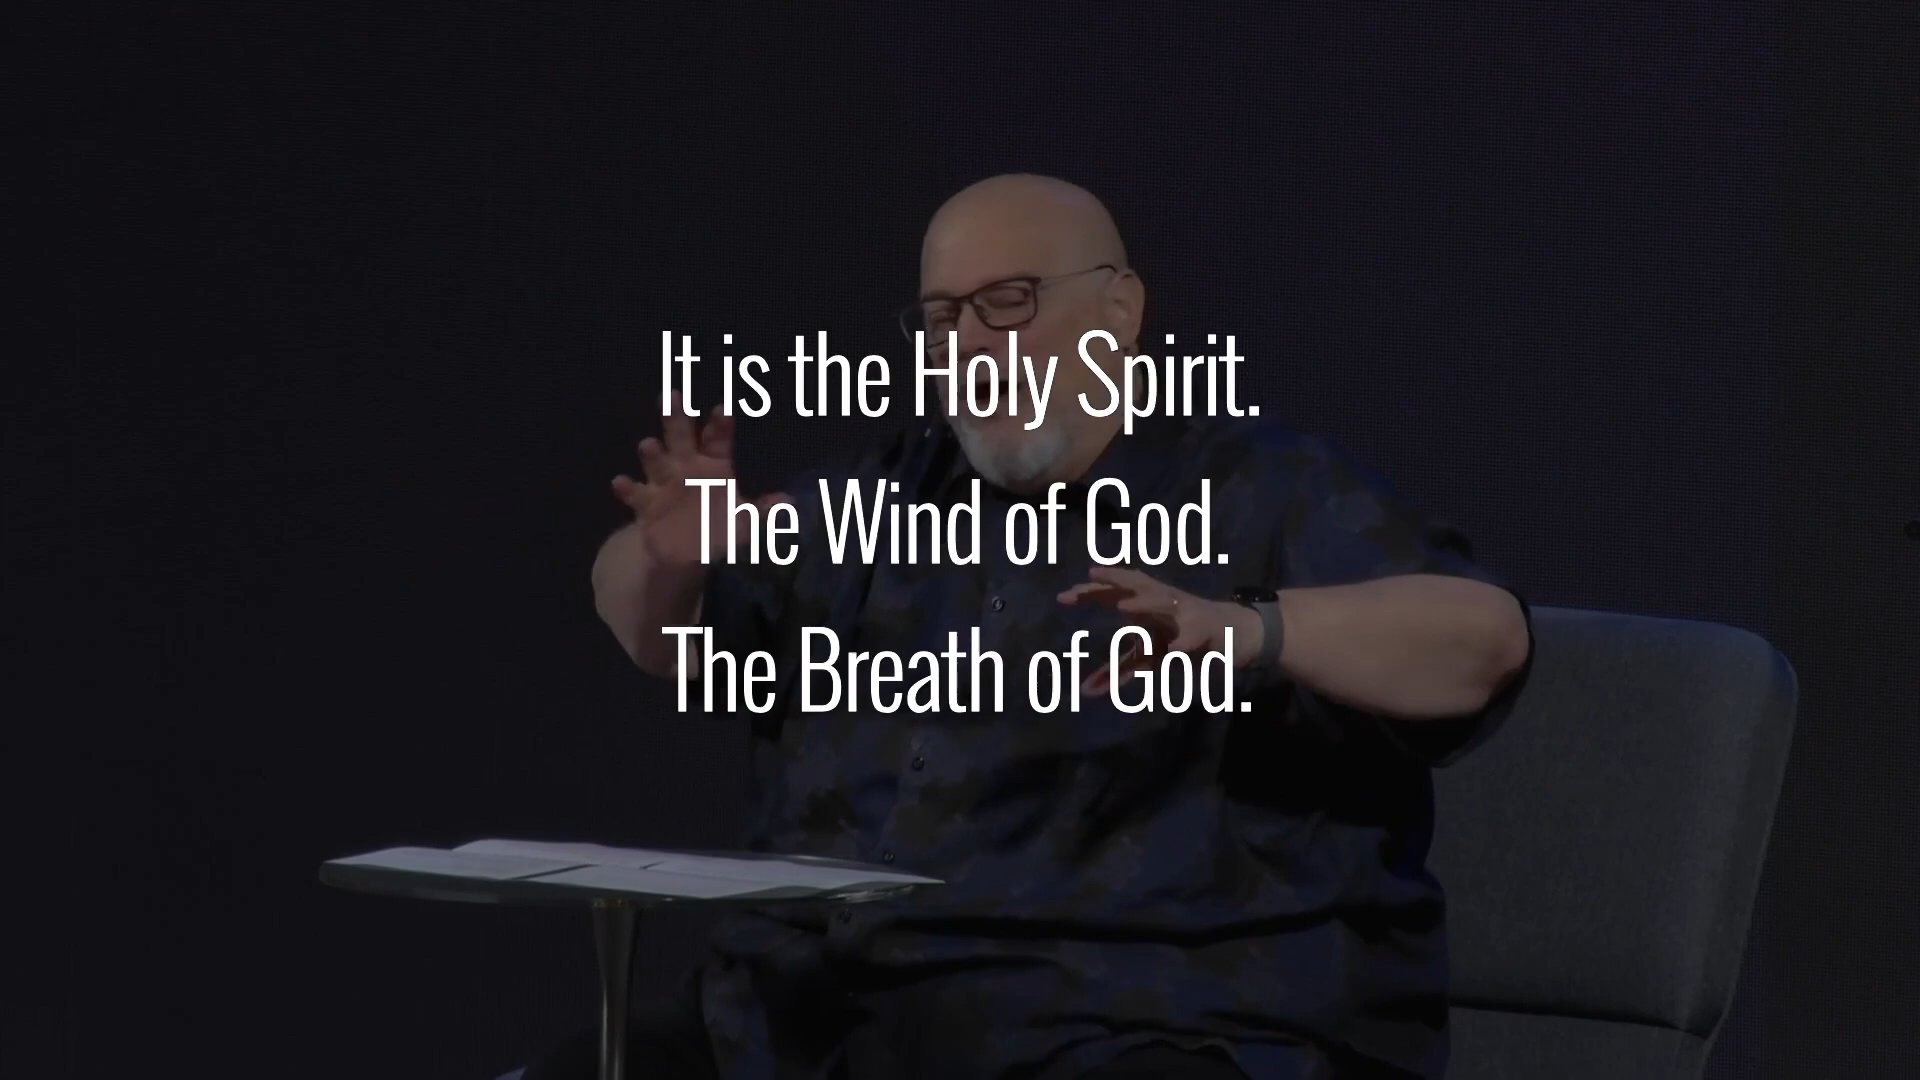 It is the Holy Spirit.
The Wind of God.
The Breath of God.